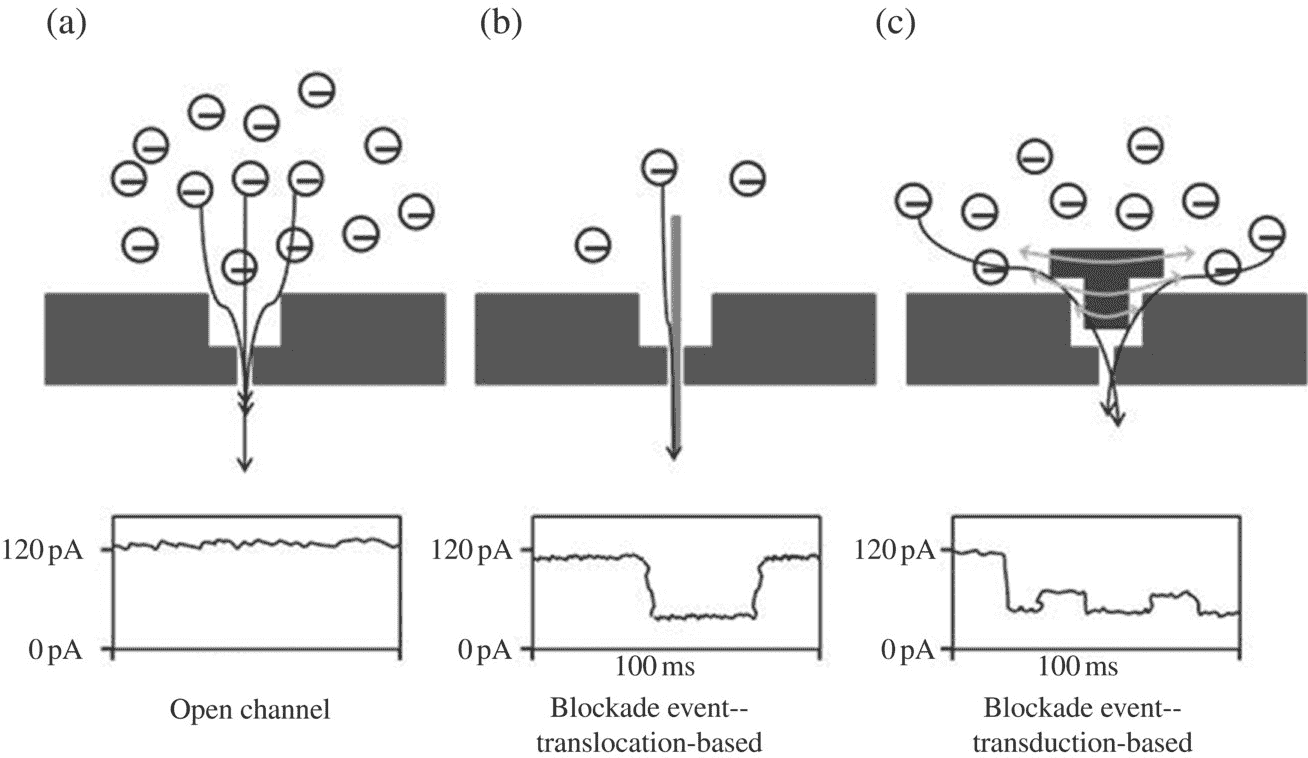 (a)
(b)
(c)
120 pA
0 pA
Open channel
120 pA
0 pA
100 ms
Blockade event--
translocation-based
120 pA
0 pA
100 ms
Blockade event--
transduction-based